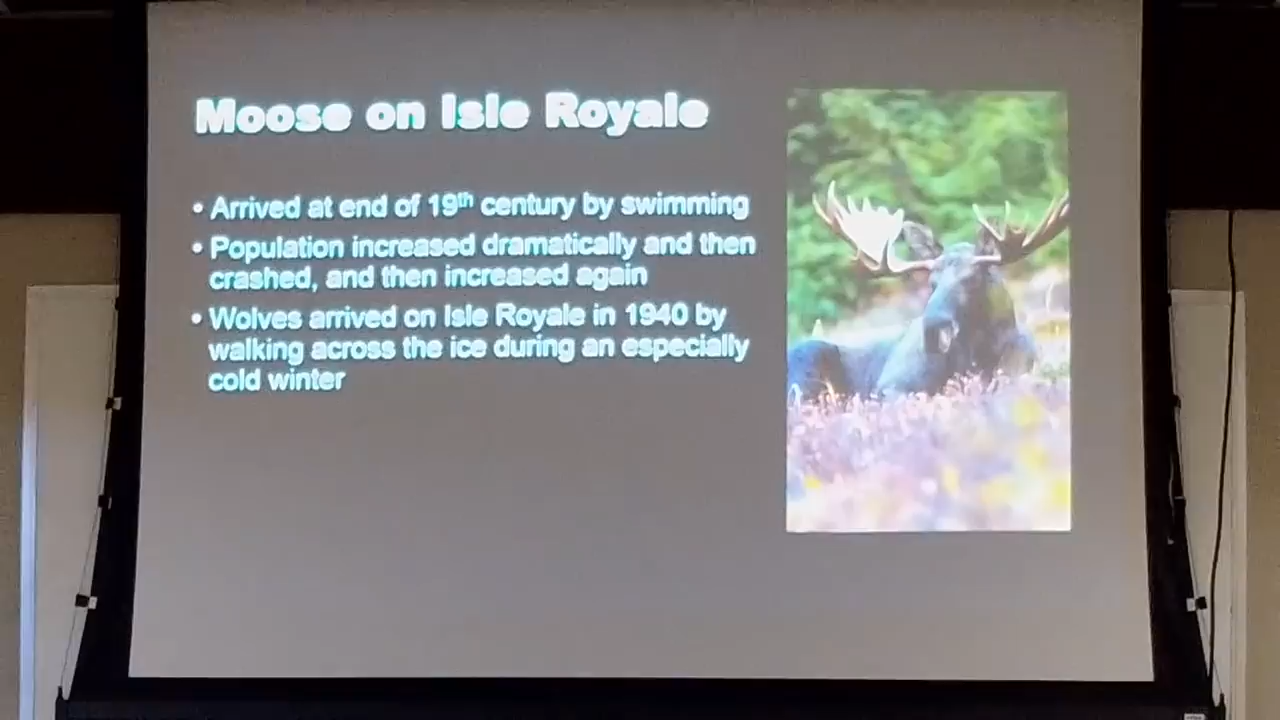 Moose on Isle Royale
• Arrived at end of 19th century by swimming
• Population increased dramatically and then
crashed, and then increased again
• Wolves arrived on Isle Royale in 1940 by
walking across the ice during an especially
cold winter